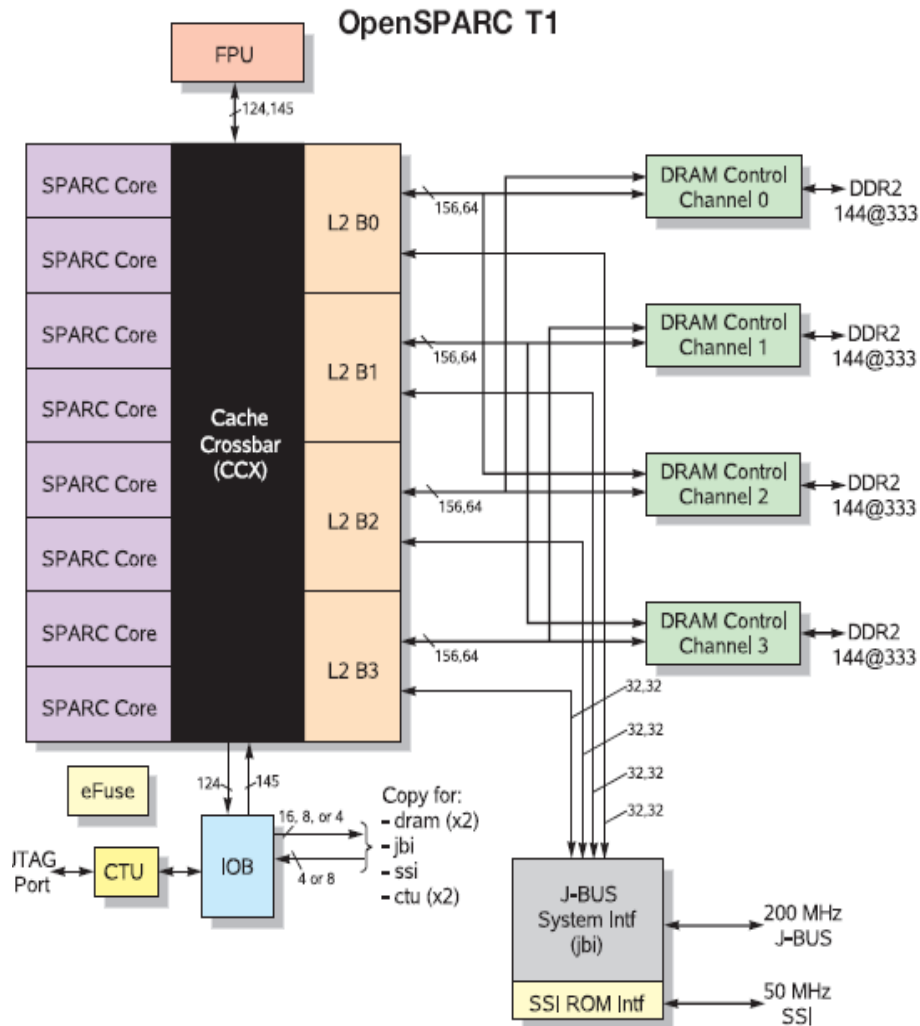 OpenSPARC T1
FPU
124,145
SPARC Core
SPARC Core
SPARC Core
SPARC Core
SPARC Core
SPARC Core
SPARC Core
SPARC Core
Cache
Crossbar
(CCX)
L2 B0
L2 B1
L2 B2
L2 B3
156,64
156,64
156,64
156,64
DRAM Control
Channel 0
DDR2
144@333
DRAM Control
Channel 1
DDR2
144@333
DRAM Control
Channel 2
DDR2
144@333
DRAM Control
Channel 3
DDR2
144@333
32,32
32,32
32,32
32,32
124
145
eFuse
JTAG
Port
CTU
IOB
16, 8, or 4
4 or 8
Copy for:
- dram (x2)
- jbi
- ssi
- ctu (x2)
J-BUS
System Intf
(jbi)
SSI ROM Intf
200 MHz
J-BUS
50 MHz
SSI